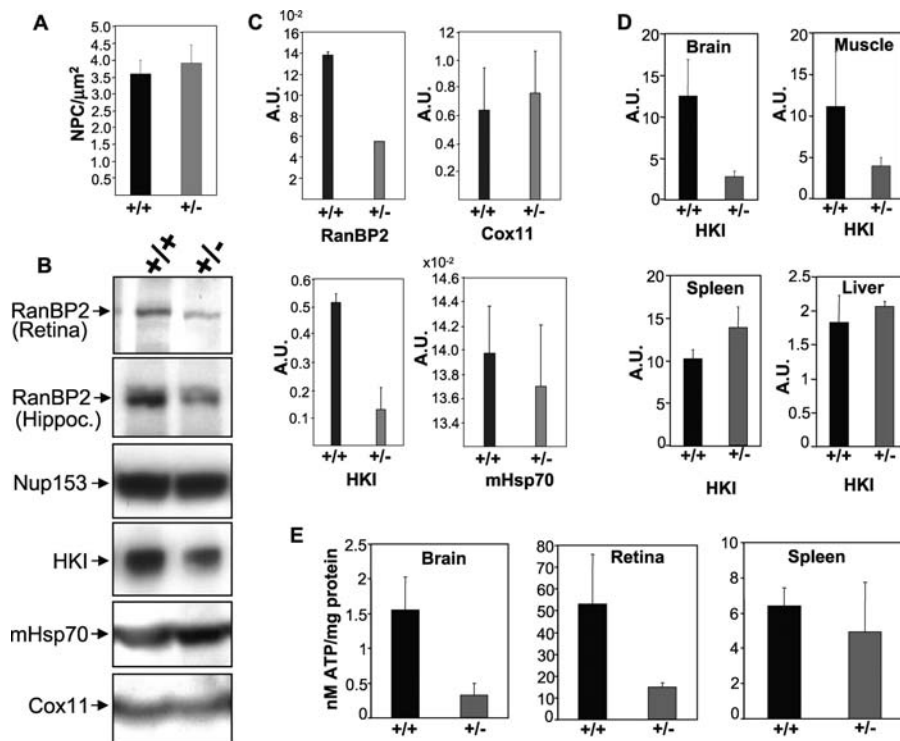 A
NPC/µm²
5.0
4.5
4.0
3.5
3.0
2.5
2.0
1.5
1.0
0.5
+/+ +/-
B
+/+ +/-
RanBP2
(Retina)
RanBP2
(Hippoc.)
Nup153
HKI
mHsp70
Cox11
C
10-2
A.U.
16
14
12
10
8
6
4
2
+/+ +/-
RanBP2
A.U.
1.2
1.0
0.8
0.6
0.4
0.2
+/+ +/-
Cox11
A.U.
0.6
0.5
0.4
0.3
0.2
0.1
+/+ +/-
HKI
x10-2
A.U.
14.6
14.4
14.2
14.0
13.8
13.6
13.4
13.2
+/+ +/-
mHsp70
D
Brain
A.U.
20
15
10
5
0
+/+ +/-
HKI
Muscle
A.U.
20
15
10
5
0
+/+ +/-
HKI
Spleen
A.U.
20
15
10
5
0
+/+ +/-
HKI
Liver
A.U.
2.5
2
1.5
1
0.5
0
+/+ +/-
HKI
E
nM ATP/mg protein
Brain
2.5
2
1.5
1
0.5
0
+/+ +/-
Retina
80
70
60
50
40
30
20
10
0
+/+ +/-
Spleen
8
6
4
2
0
+/+ +/-